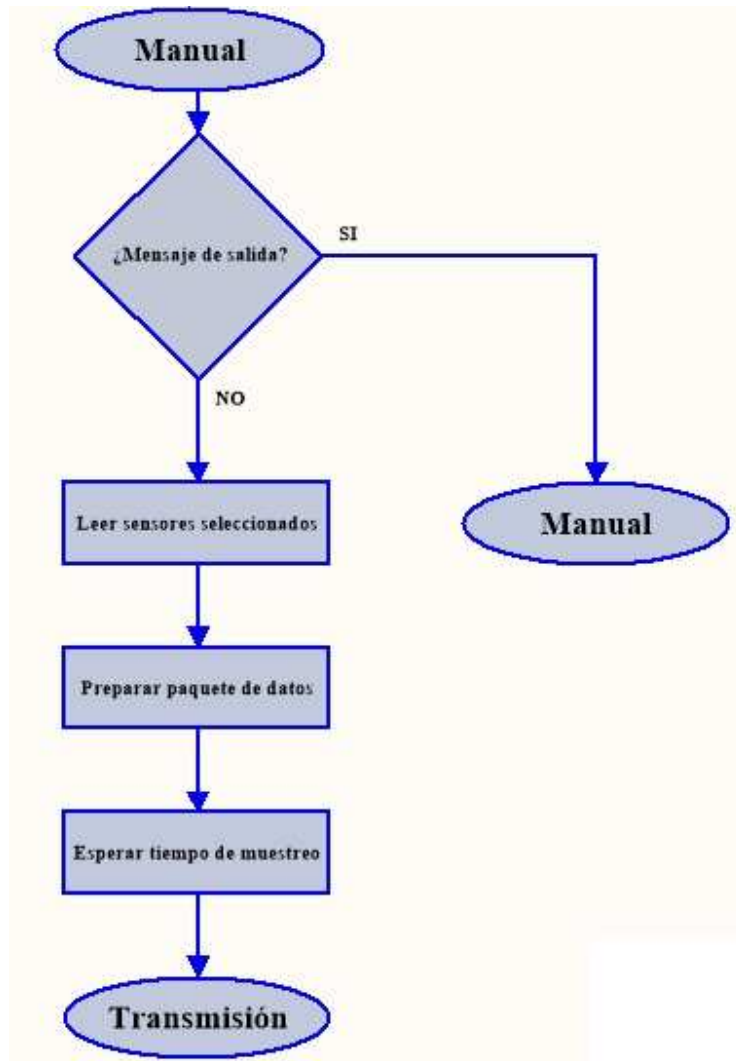 Manual
¿Mensaje de salida?
SI
NO
Leer sensores seleccionados
Manual
Preparar paquete de datos
Esperar tiempo de muestreo
Transmisión